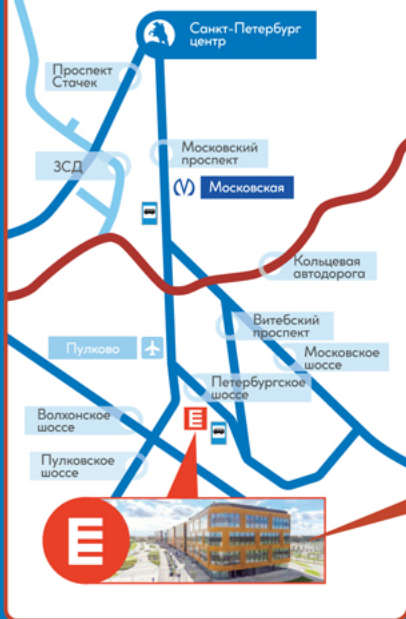 Санкт-Петербург
центр
Проспект
Стачек
Московский
проспект
ЗСД
Московская
Кольцевая
автодорога
Витебский
проспект
Пулково
Московское
шоссе
Петербургское
шоссе
Волхонское
шоссе
Пулковское
шоссе
E
E